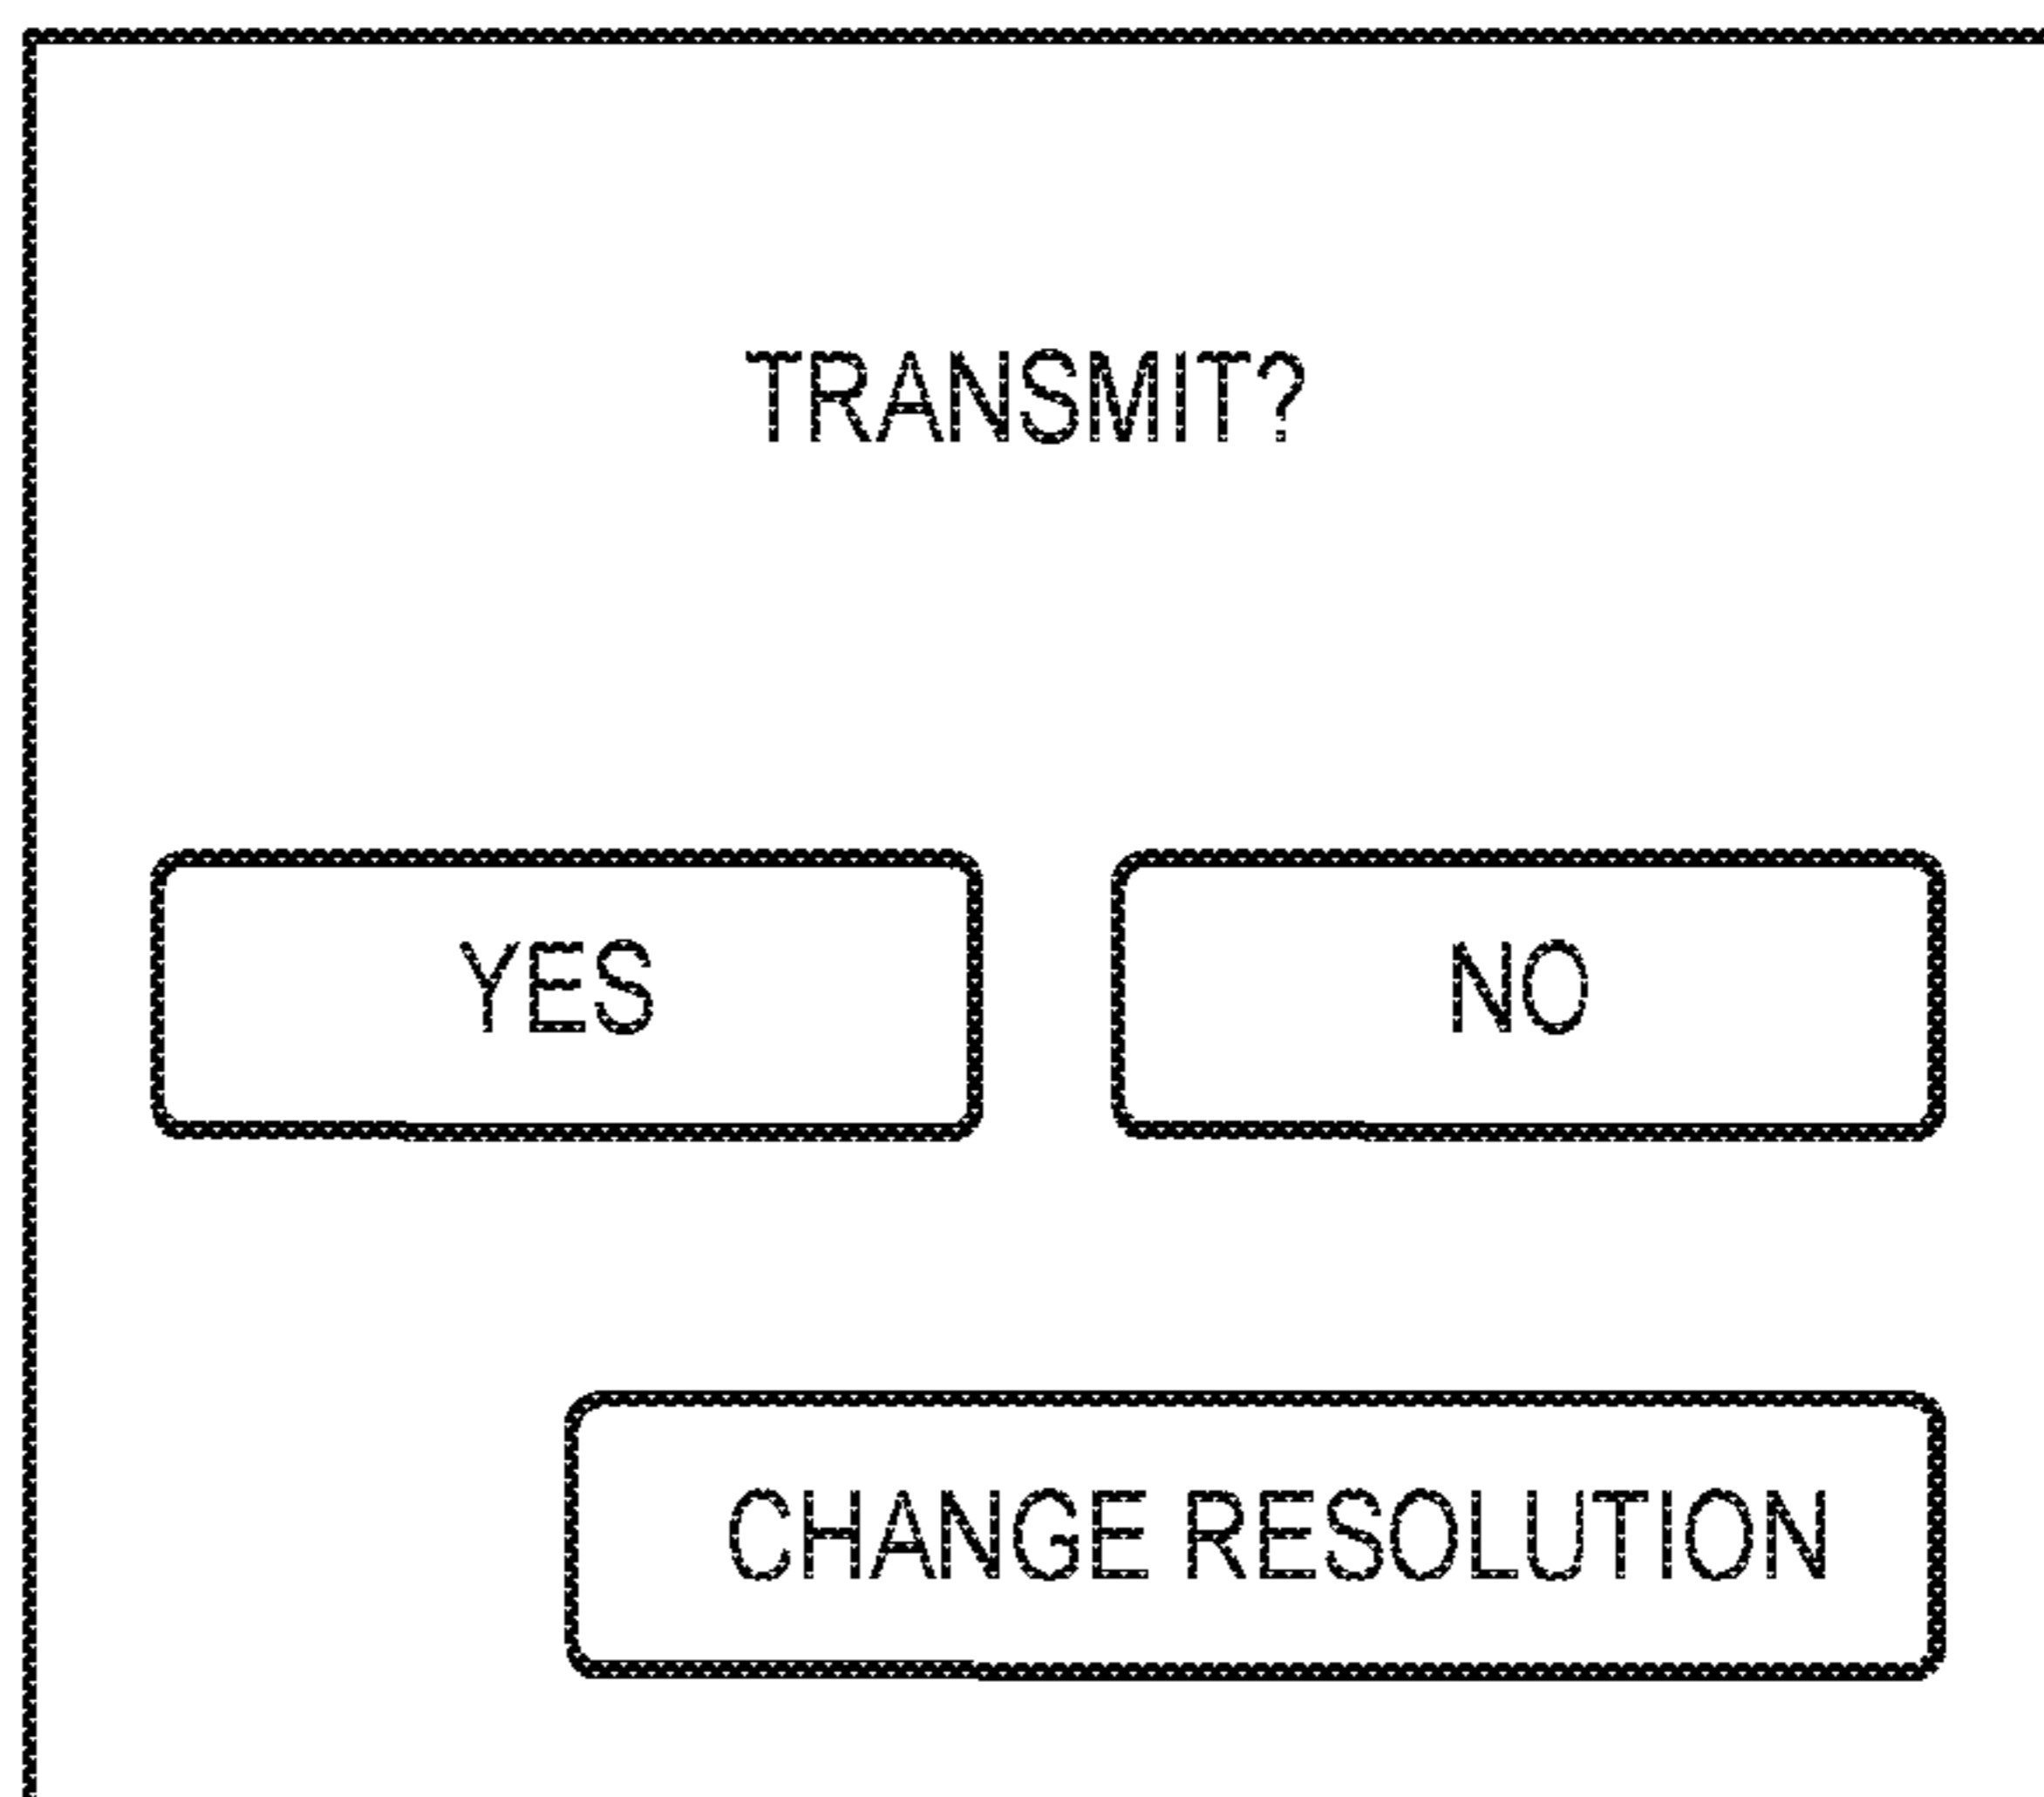 TRANSMIT?
YES
NO
CHANGE RESOLUTION